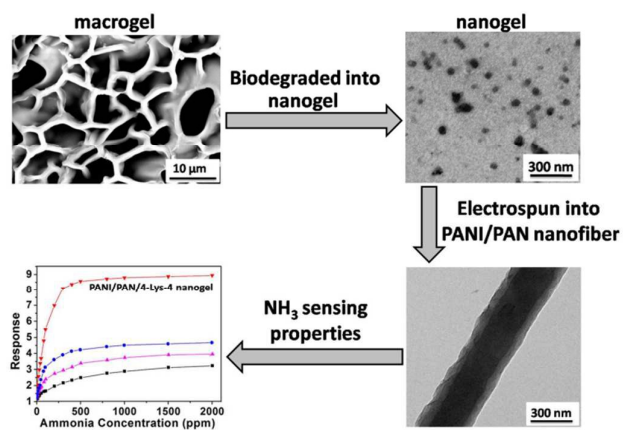 macrogel
nanogel
Biodegraded into
nanogel
10 µm
300 nm
Electrospun into
PANI/PAN nanofiber
NH3 sensing
properties
300 nm
PANI/PAN/4-Lys-4 nanogel
Response
9
8
7
6
5
4
3
2
1
0 500 1000 1500 2000
Ammonia Concentration (ppm)